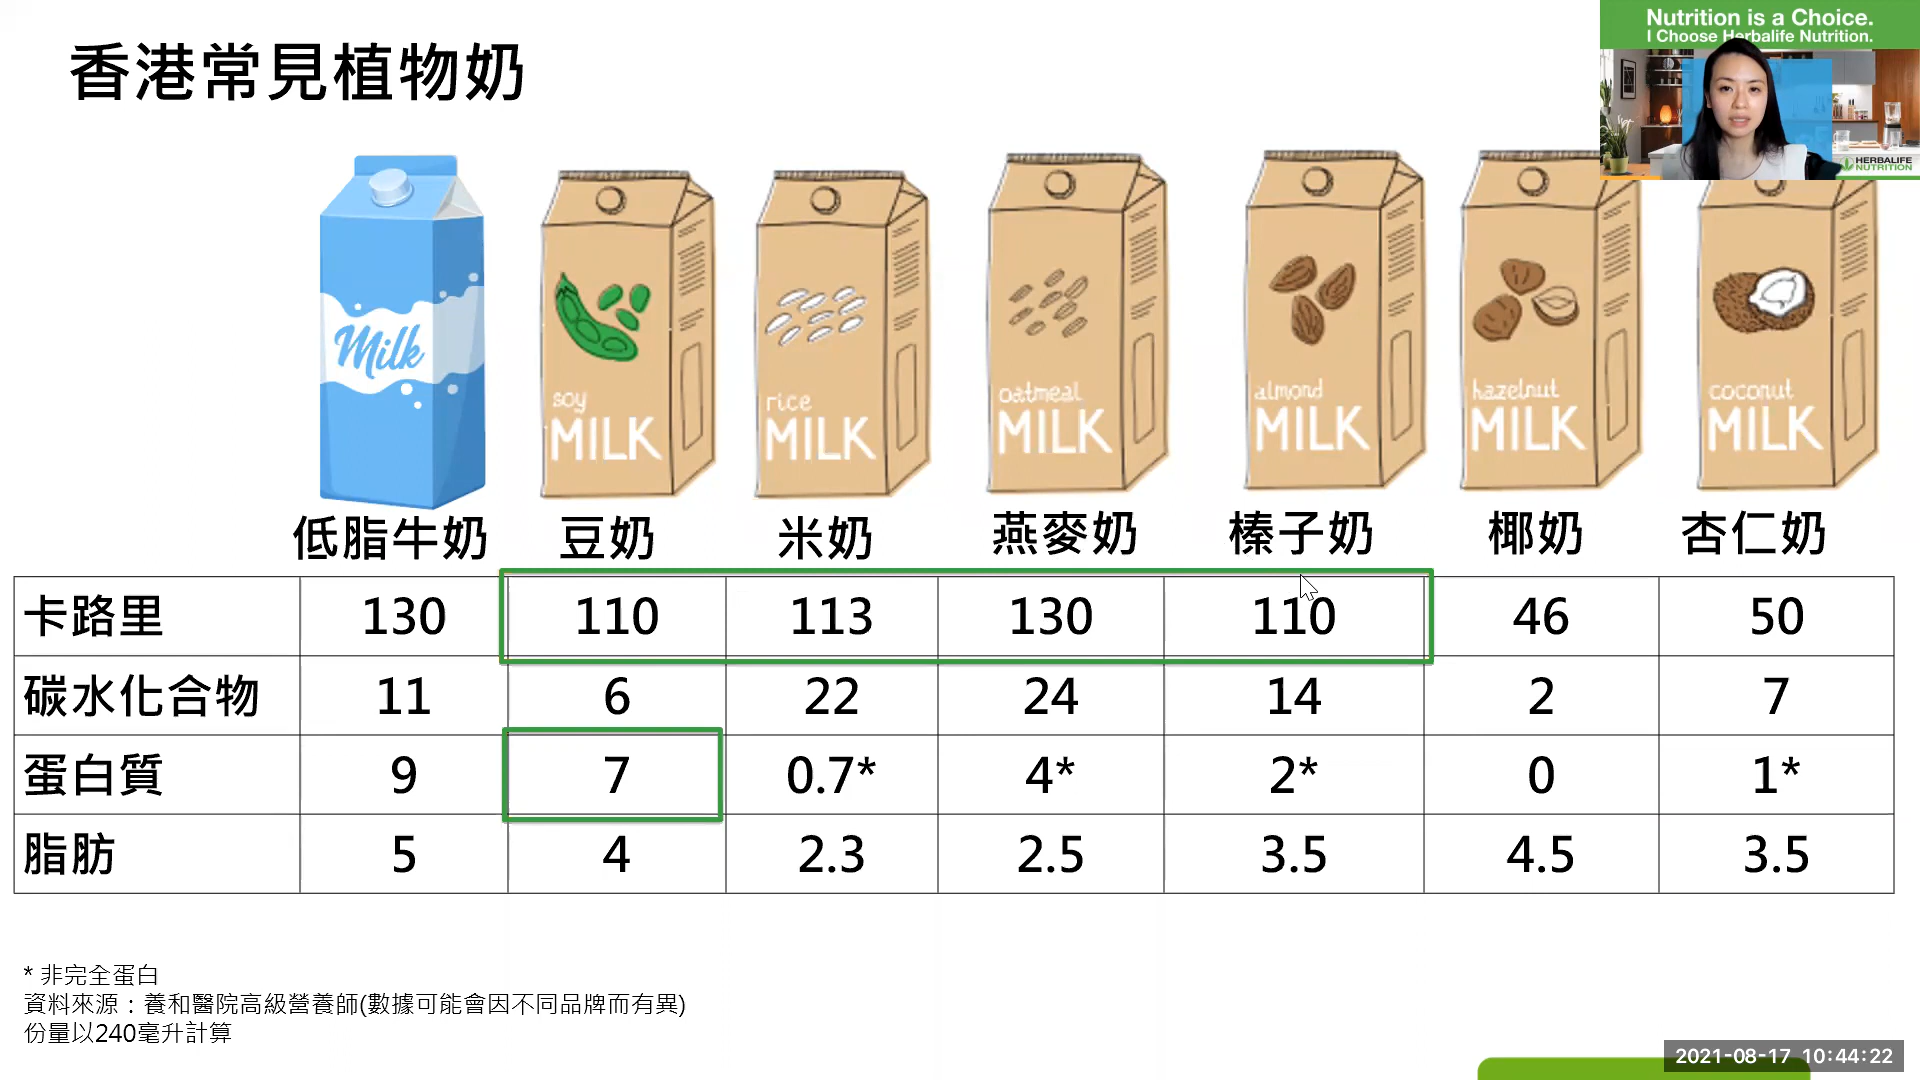 香港常見植物奶
Nutrition is a Choice.
I Choose Herbalife Nutrition.
HERBALIFE
NUTRITION
Milk
soy
MILK
rice
MILK
oatmeal
MILK
almond
MILK
hazelnut
MILK
coconut
MILK
低脂牛奶 豆奶 米奶 燕麥奶 榛子奶 椰奶 杏仁奶
卡路里 130 110 113 130 110 46 50
碳水化合物 11 6 22 24 14 2 7
蛋白質 9 7 0.7* 4* 2* 0 1*
脂肪 5 4 2.3 2.5 3.5 4.5 3.5
* 非完全蛋白
資料來源：養和醫院高級營養師(數據可能會因不同品牌而有異)
份量以240毫升計算
2021-08-17 10:44:22